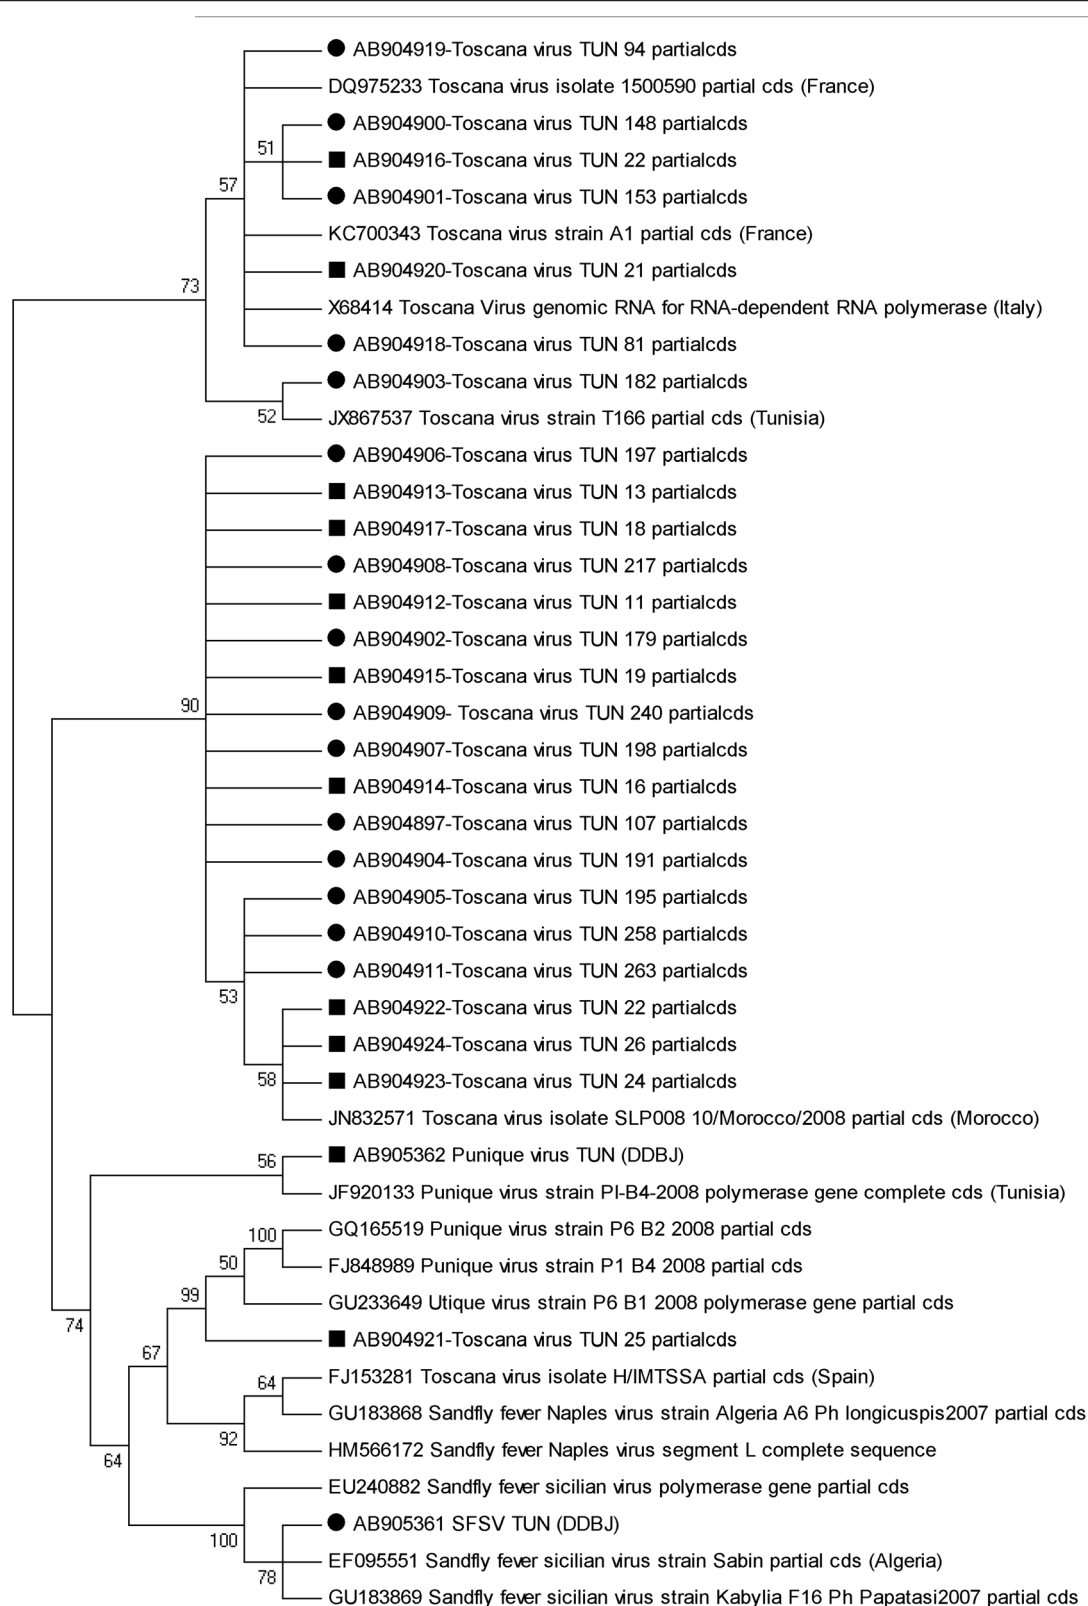 AB904919-Toscana virus TUN 94 partialcds
DQ975233 Toscana virus isolate 1500590 partial cds (France)
AB904900-Toscana virus TUN 148 partialcds
51
AB904916-Toscana virus TUN 22 partialcds
57
AB904901-Toscana virus TUN 153 partialcds
KC700343 Toscana virus strain A1 partial cds (France)
73
AB904920-Toscana virus TUN 21 partialcds
X68414 Toscana Virus genomic RNA for RNA-dependent RNA polymerase (Italy)
AB904918-Toscana virus TUN 81 partialcds
AB904903-Toscana virus TUN 182 partialcds
52
JX867537 Toscana virus strain T166 partial cds (Tunisia)
AB904906-Toscana virus TUN 197 partialcds
AB904913-Toscana virus TUN 13 partialcds
AB904917-Toscana virus TUN 18 partialcds
AB904908-Toscana virus TUN 217 partialcds
AB904912-Toscana virus TUN 11 partialcds
AB904902-Toscana virus TUN 179 partialcds
AB904915-Toscana virus TUN 19 partialcds
90
AB904909- Toscana virus TUN 240 partialcds
AB904907-Toscana virus TUN 198 partialcds
AB904914-Toscana virus TUN 16 partialcds
AB904897-Toscana virus TUN 107 partialcds
AB904904-Toscana virus TUN 191 partialcds
AB904905-Toscana virus TUN 195 partialcds
AB904910-Toscana virus TUN 258 partialcds
AB904911-Toscana virus TUN 263 partialcds
53
AB904922-Toscana virus TUN 22 partialcds
AB904924-Toscana virus TUN 26 partialcds
58
AB904923-Toscana virus TUN 24 partialcds
JN832571 Toscana virus isolate SLP008 10/Morocco/2008 partial cds (Morocco)
56
AB905362 Punique virus TUN (DDBJ)
JF920133 Punique virus strain PI-B4-2008 polymerase gene complete cds (Tunisia)
100
GQ165519 Punique virus strain P6 B2 2008 partial cds
50
FJ848989 Punique virus strain P1 B4 2008 partial cds
99
GU233649 Utique virus strain P6 B1 2008 polymerase gene partial cds
74
67
AB904921-Toscana virus TUN 25 partialcds
64
FJ153281 Toscana virus isolate H/IMTSSA partial cds (Spain)
GU183868 Sandfly fever Naples virus strain Algeria A6 Ph longicuspis2007 partial cds
92
HM566172 Sandfly fever Naples virus segment L complete sequence
64
EU240882 Sandfly fever sicilian virus polymerase gene partial cds
AB905361 SFSV TUN (DDBJ)
100
EF095551 Sandfly fever sicilian virus strain Sabin partial cds (Algeria)
78
GU183869 Sandfly fever sicilian virus strain Kabylia F16 Ph Papatasi2007 partial cds